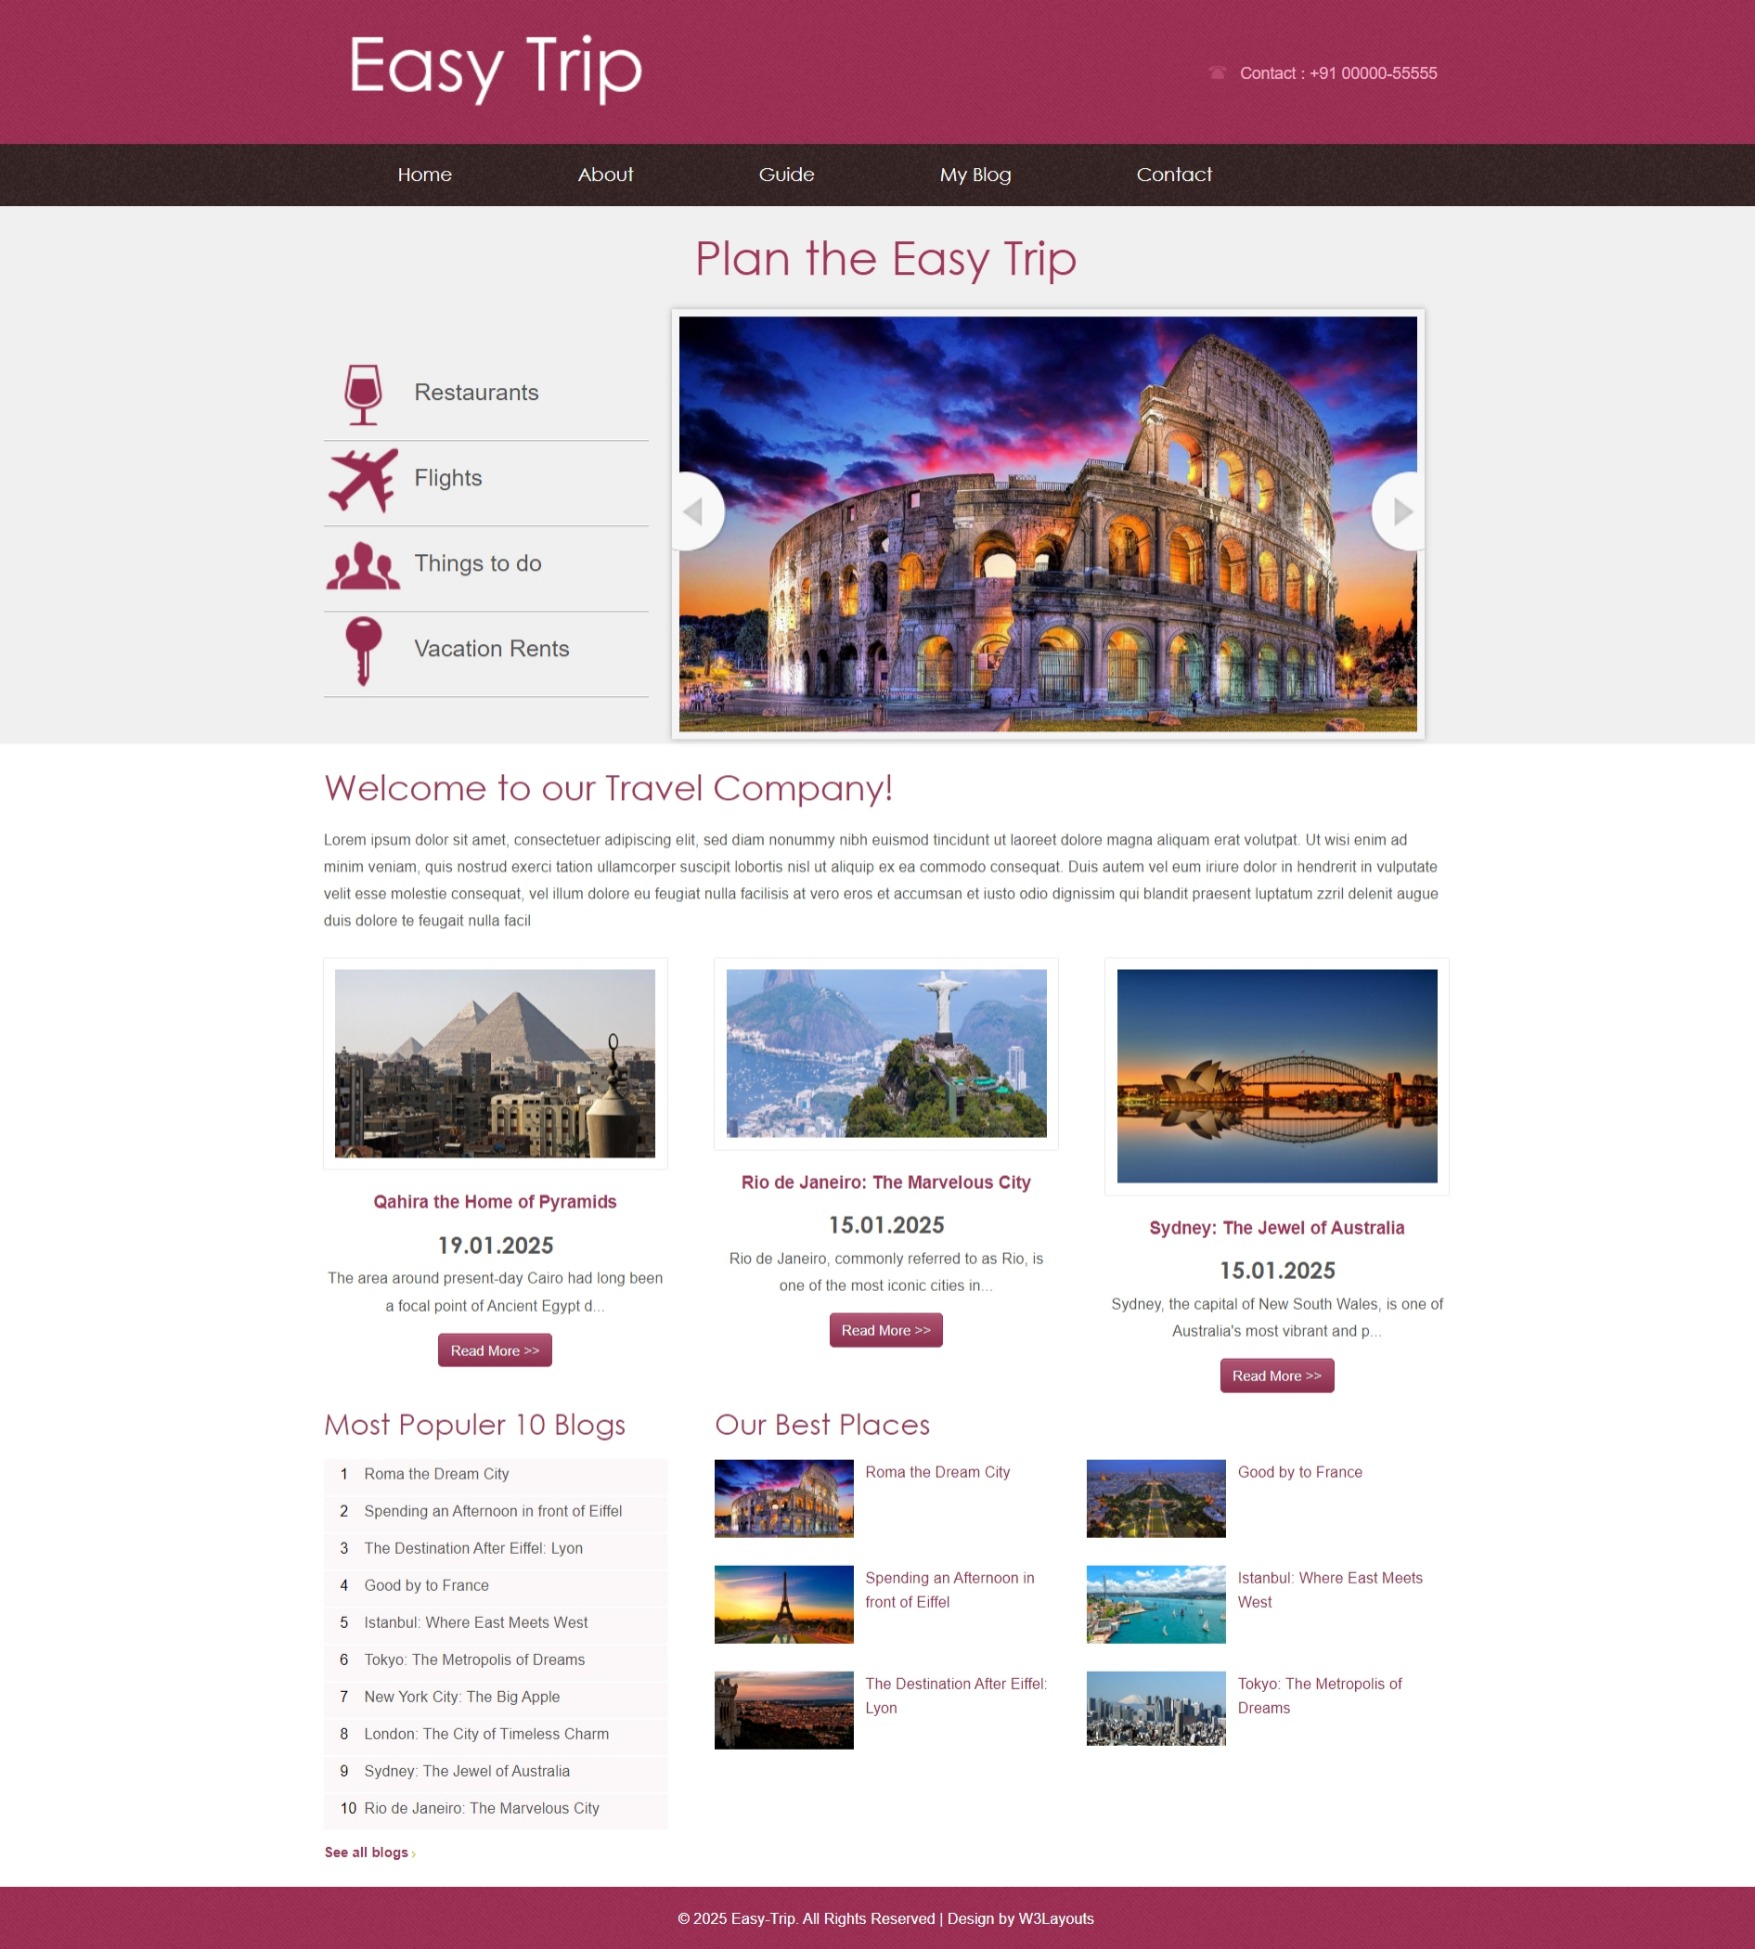 Easy Trip
Contact : +91 00000-55555
Home
About
Guide
My Blog
Contact
Plan the Easy Trip
Restaurants
Flights
Things to do
Vacation Rents
Welcome to our Travel Company!
Lorem ipsum dolor sit amet, consectetuer adipiscing elit, sed diam nonummy nibh euismod tincidunt ut laoreet dolore magna aliquam erat volutpat. Ut wisi enim ad
minim veniam, quis nostrud exerci tation ullamcorper suscipit lobortis nisl ut aliquip ex ea commodo consequat. Duis autem vel eum iriure dolor in hendrerit in vulputate
velit esse molestie consequat, vel illum dolore eu feugiat nulla facilisis at vero eros et accumsan et iusto odio dignissim qui blandit praesent luptatum zzril delenit augue
duis dolore te feugait nulla facil
Qahira the Home of Pyramids
19.01.2025
The area around present-day Cairo had long been
a focal point of Ancient Egypt d...
Read More >>
Rio de Janeiro: The Marvelous City
15.01.2025
Rio de Janeiro, commonly referred to as Rio, is
one of the most iconic cities in...
Read More >>
Sydney: The Jewel of Australia
15.01.2025
Sydney, the capital of New South Wales, is one of
Australia's most vibrant and p...
Read More >>
Most Populer 10 Blogs
1 Roma the Dream City
2 Spending an Afternoon in front of Eiffel
3 The Destination After Eiffel: Lyon
4 Good by to France
5 Istanbul: Where East Meets West
6 Tokyo: The Metropolis of Dreams
7 New York City: The Big Apple
8 London: The City of Timeless Charm
9 Sydney: The Jewel of Australia
10 Rio de Janeiro: The Marvelous City
See all blogs ›
Our Best Places
Roma the Dream City
Spending an Afternoon in
front of Eiffel
The Destination After Eiffel:
Lyon
Good by to France
Istanbul: Where East Meets
West
Tokyo: The Metropolis of
Dreams
© 2025 Easy-Trip. All Rights Reserved | Design by W3Layouts